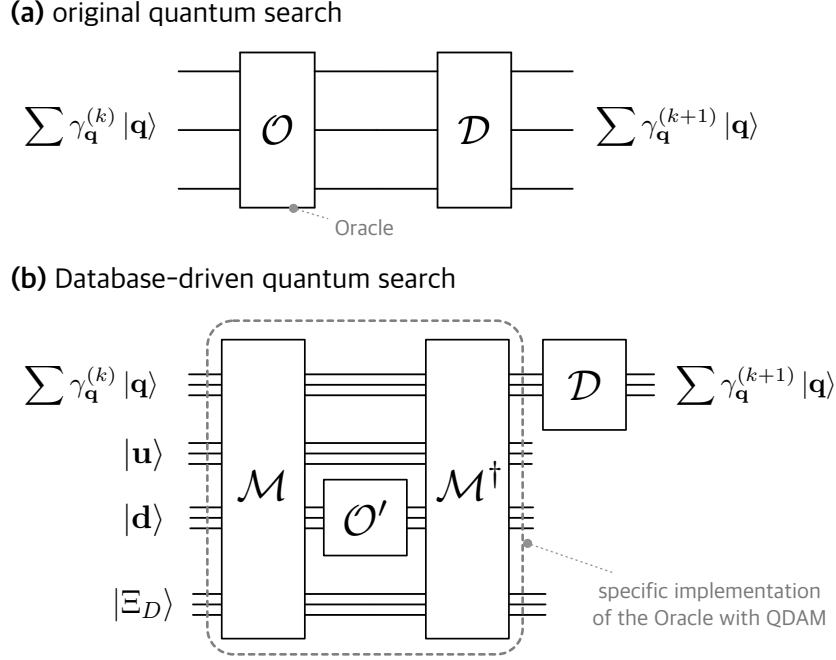 (a) original quantum search
∑ γ_𝐪^{(k)} |𝐪⟩ 𝒪 𝒟 ∑ γ_𝐪^{(k+1)} |𝐪⟩
Oracle
(b) Database-driven quantum search
∑ γ_𝐪^{(k)} |𝐪⟩ 𝒟 ∑ γ_𝐪^{(k+1)} |𝐪⟩
|𝐮⟩
ℳ ℳ†
|𝐝⟩ 𝒪′
|Ξ_D⟩
specific implementation
of the Oracle with QDAM